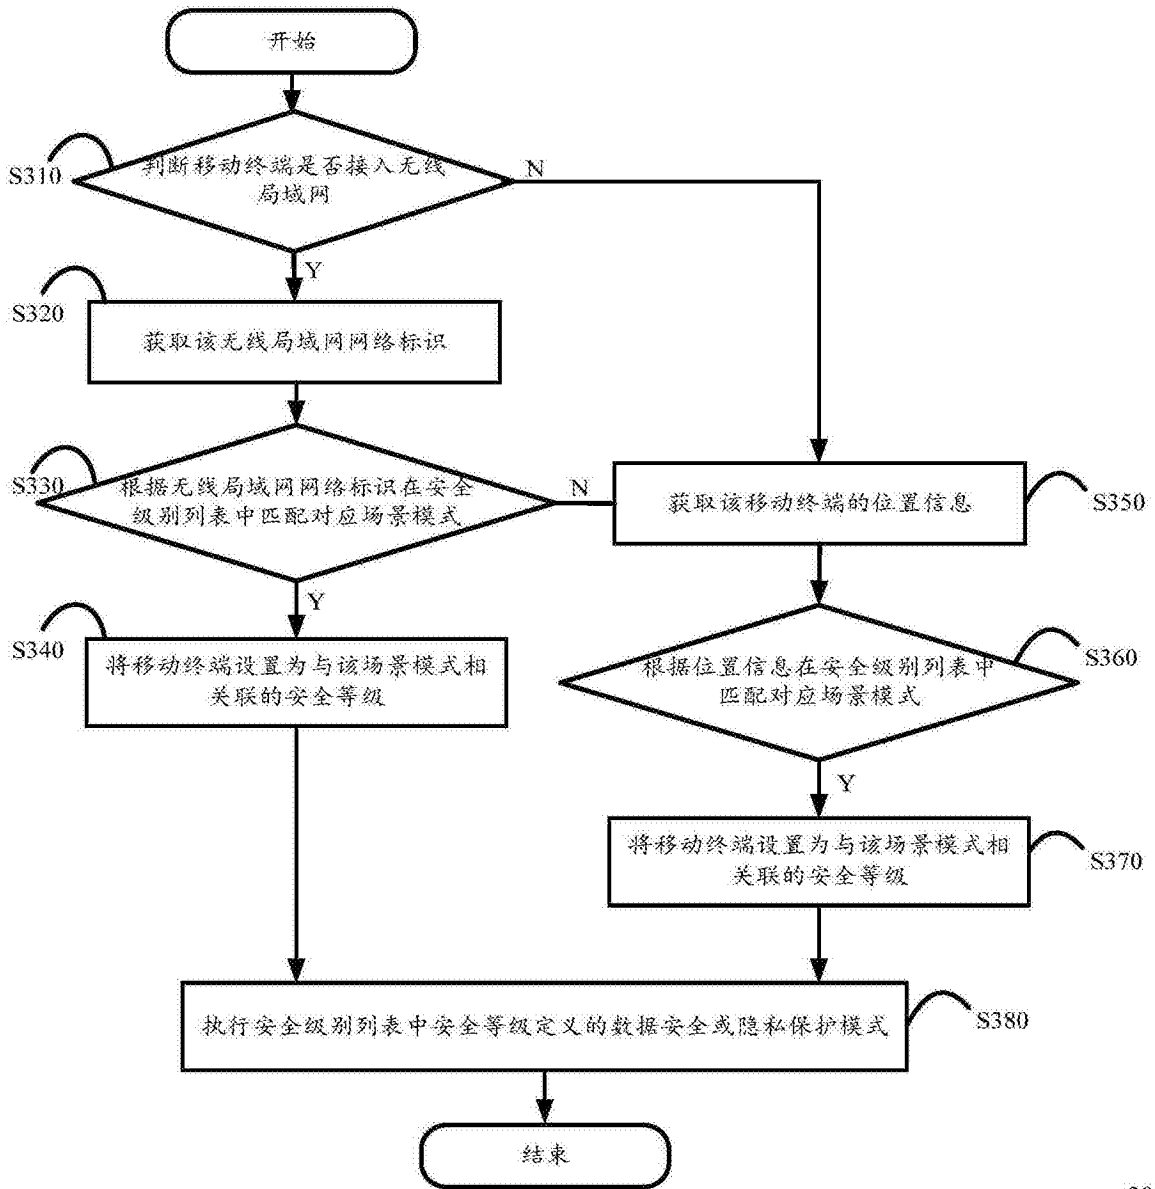 开始
S310
判断移动终端是否接入无线
局域网
N
Y
S320
获取该无线局域网网络标识
S330
根据无线局域网网络标识在安全
级别列表中匹配对应场景模式
N
获取该移动终端的位置信息
S350
Y
S340
将移动终端设置为与该场景模式相
关联的安全等级
根据位置信息在安全级别列表中
匹配对应场景模式
S360
Y
将移动终端设置为与该场景模式相
关联的安全等级
S370
执行安全级别列表中安全等级定义的数据安全或隐私保护模式
S380
结束